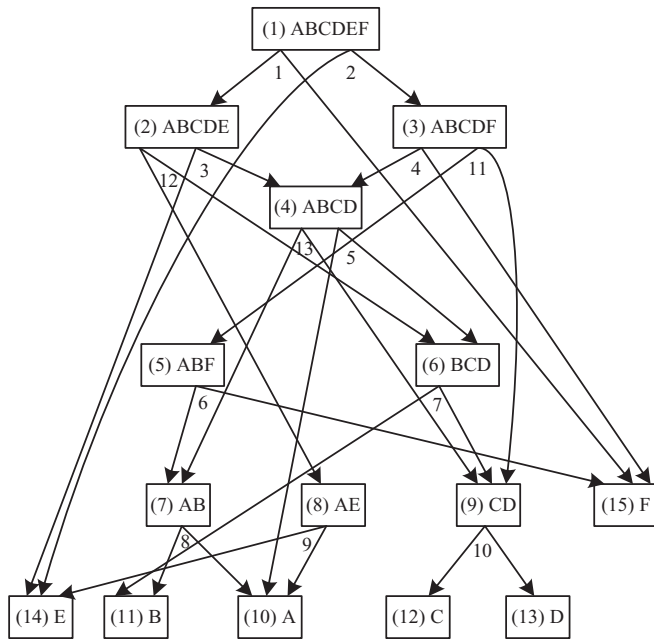 (1) ABCDEF
1
2
(2) ABCDE
(3) ABCDF
12
3
4
11
(4) ABCD
13
5
(5) ABF
(6) BCD
6
7
(7) AB
(8) AE
(9) CD
(15) F
8
9
10
(14) E
(11) B
(10) A
(12) C
(13) D